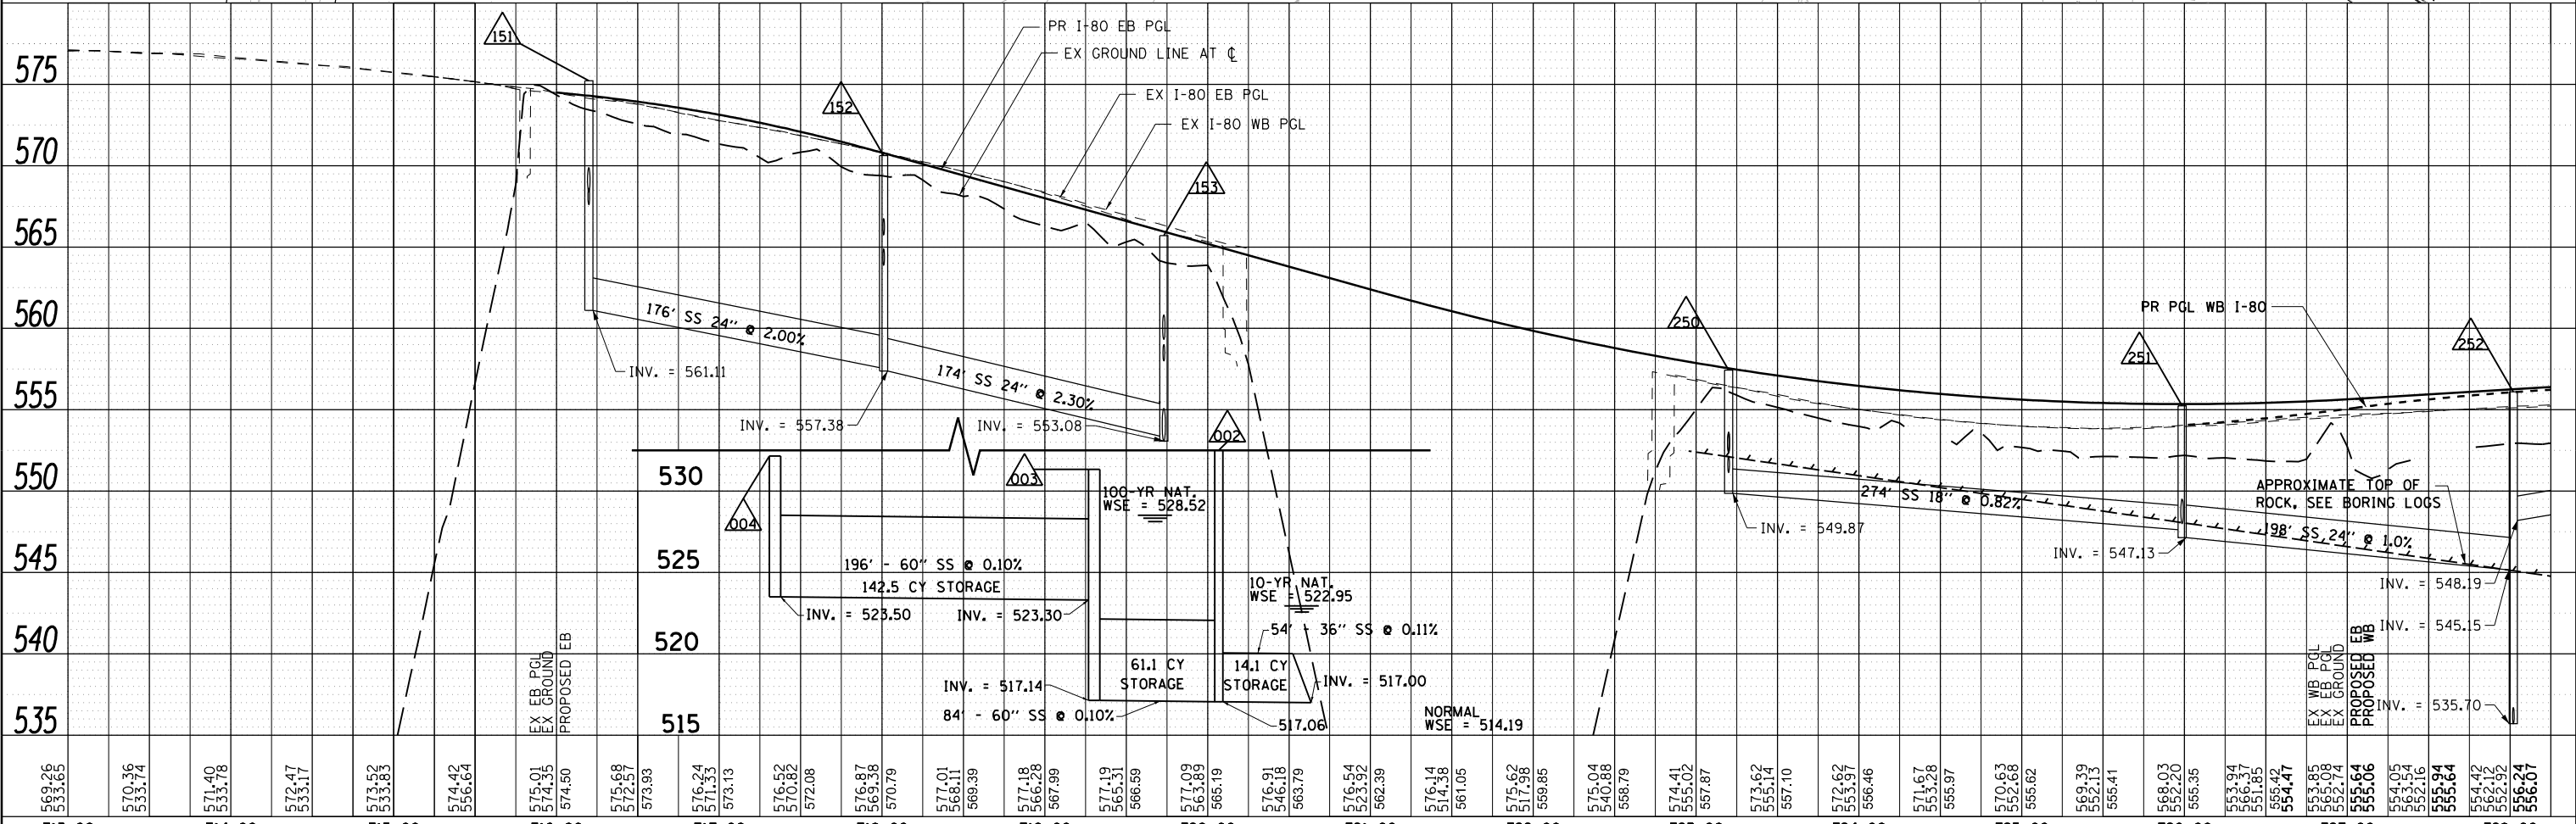 575
570
565
560
555
550
545
540
535
151
152
153
250
251
252
002
003
004
PR I-80 EB PGL
EX GROUND LINE AT ℄
EX I-80 EB PGL
EX I-80 WB PGL
PR PGL WB I-80
176' SS 24" @ 2.00%
174' SS 24" @ 2.30%
INV. = 561.11
INV. = 557.38
INV. = 553.08
530
525
520
515
100-YR NAT.
WSE = 528.52
196' - 60" SS @ 0.10%
142.5 CY STORAGE
INV. = 523.50
INV. = 523.30
10-YR NAT.
WSE = 522.95
54' - 36" SS @ 0.11%
61.1 CY
STORAGE
14.1 CY
STORAGE
INV. = 517.14
INV. = 517.00
84' - 60" SS @ 0.10%
517.06
NORMAL
WSE = 514.19
274' SS 18" @ 0.82%
APPROXIMATE TOP OF
ROCK, SEE BORING LOGS
198' SS 24" @ 1.0%
INV. = 549.87
INV. = 547.13
INV. = 548.19
INV. = 545.15
INV. = 535.70
EX EB PGL
EX GROUND
PROPOSED EB
EX WB PGL
EX EB PGL
EX GROUND
PROPOSED EB
PROPOSED WB
569.26
533.65
570.36
533.74
571.40
533.78
572.47
533.17
573.52
533.83
574.42
556.64
575.01
574.35
574.50
575.68
572.57
573.93
576.24
571.33
573.13
576.52
570.82
572.08
576.87
569.38
570.79
577.01
568.11
569.39
577.18
566.28
567.99
577.19
565.31
566.59
577.09
563.89
565.19
576.91
546.18
563.79
576.54
523.92
562.39
576.14
514.38
561.05
575.62
517.98
559.85
575.04
540.88
558.79
574.41
555.02
557.87
573.62
555.14
557.10
572.62
553.97
556.46
571.67
553.28
555.97
570.63
552.68
555.62
569.39
552.13
555.41
568.03
552.20
555.35
553.94
566.37
551.85
555.42
554.47
553.85
565.08
552.74
555.64
555.06
554.05
563.54
552.16
555.94
555.64
554.42
562.12
552.92
556.24
556.07